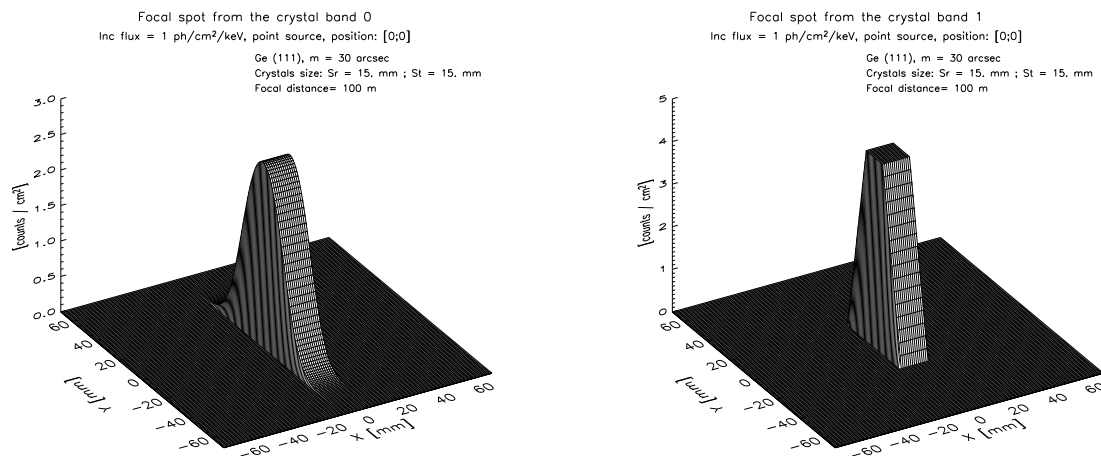 Focal spot from the crystal band 0
Inc flux = 1 ph/cm²/keV, point source, position: [0;0]
Ge (111), m = 30 arcsec
Crystals size: Sr = 15. mm ; St = 15. mm
Focal distance= 100 m
3.0
2.5
2.0
1.5
1.0
0.5
0.0
[counts / cm²]
60
40
20
0
−20
−40
−60
Y [mm]
−60
−40
−20
0
20
40
60
X [mm]
Focal spot from the crystal band 1
Inc flux = 1 ph/cm²/keV, point source, position: [0;0]
Ge (111), m = 30 arcsec
Crystals size: Sr = 15. mm ; St = 15. mm
Focal distance= 100 m
5
4
3
2
1
0
[counts / cm²]
60
40
20
0
−20
−40
−60
Y [mm]
−60
−40
−20
0
20
40
60
X [mm]